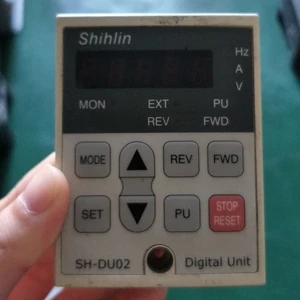 Shihlin
Hz
A
V
MON EXT PU
REV FWD
MODE REV FWD
SET PU STOP RESET
SH-DU02 Digital Unit